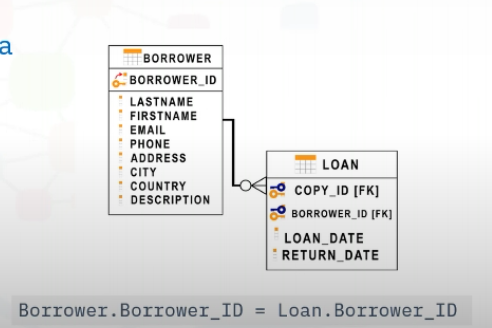 a
BORROWER
BORROWER_ID
LASTNAME
FIRSTNAME
EMAIL
PHONE
ADDRESS
CITY
COUNTRY
DESCRIPTION
LOAN
COPY_ID [FK]
BORROWER_ID [FK]
LOAN_DATE
RETURN_DATE
Borrower.Borrower_ID = Loan.Borrower_ID